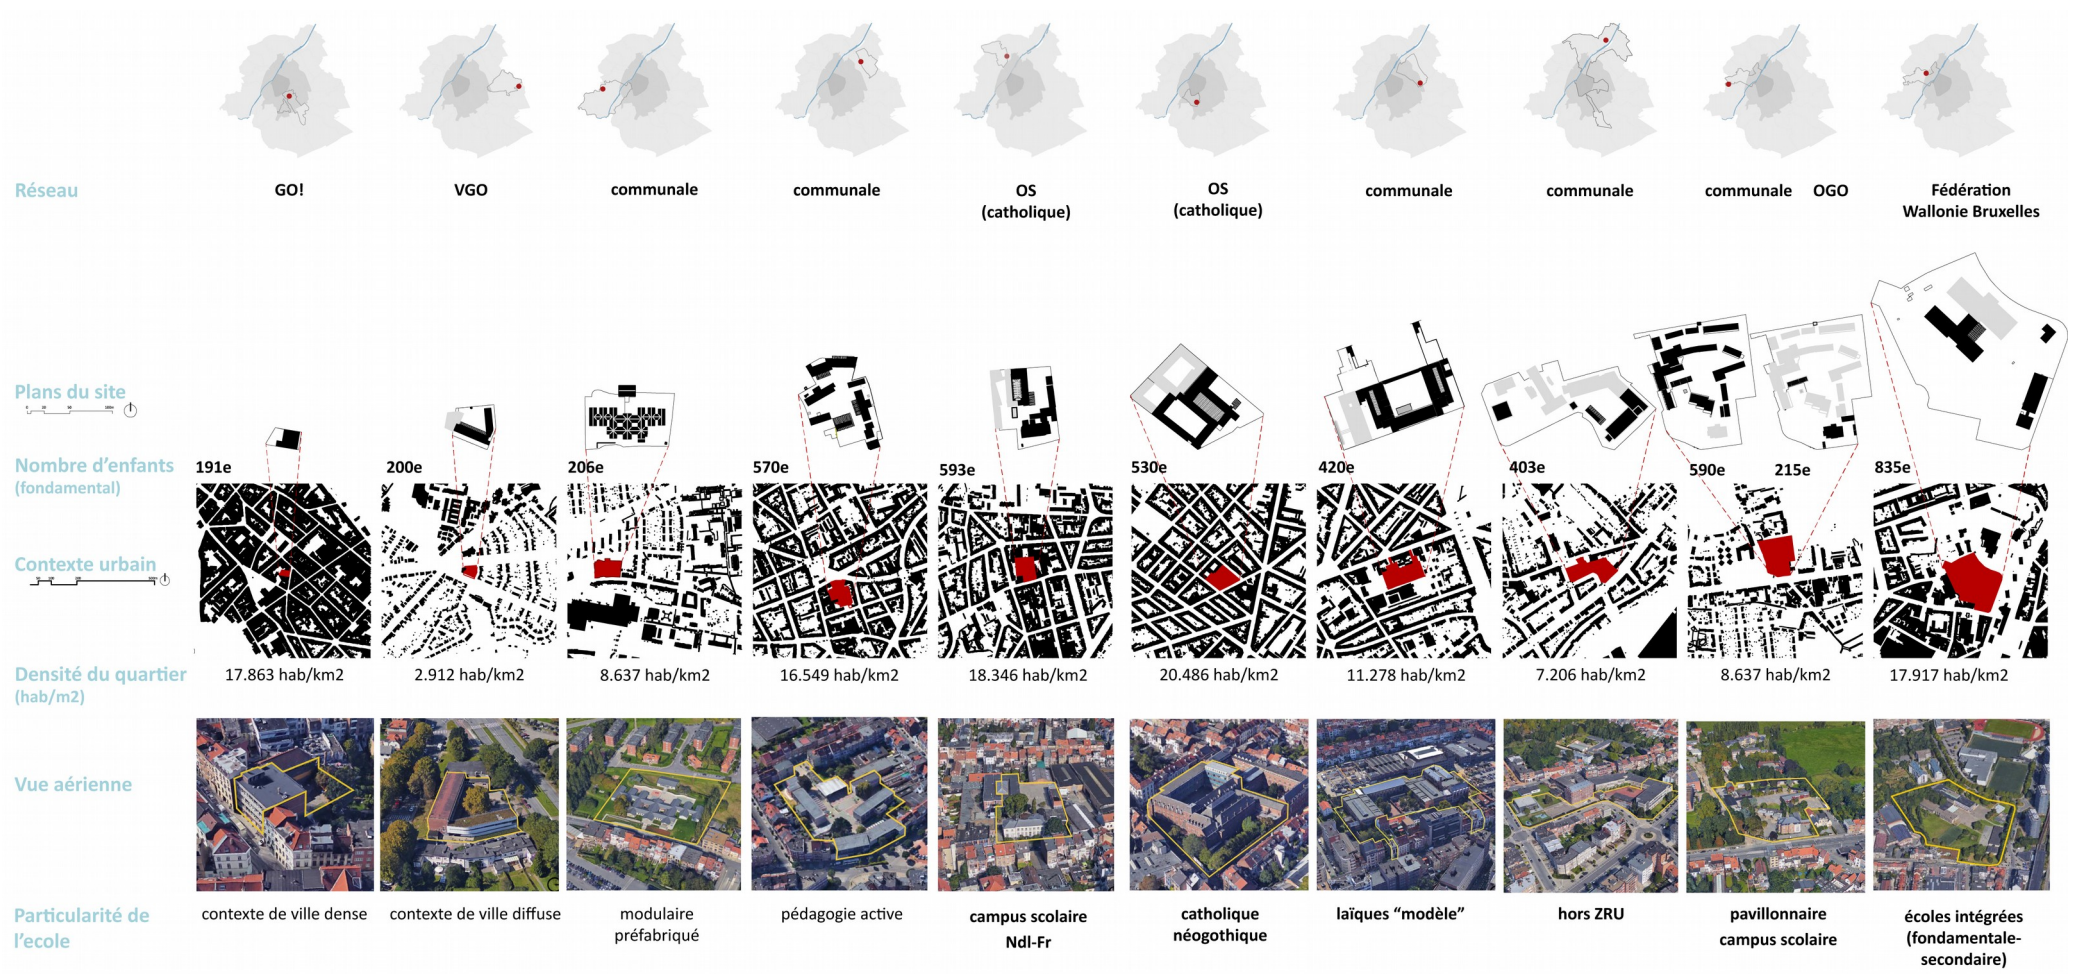 Réseau
GO!
VGO
communale
communale
OS
(catholique)
OS
(catholique)
communale
communale
communale OGO
Fédération
Wallonie Bruxelles
Plans du site
Nombre d'enfants
(fondamental)
191e
200e
206e
570e
593e
530e
420e
403e
590e
215e
835e
Contexte urbain
Densité du quartier
(hab/m2)
17.863 hab/km2
2.912 hab/km2
8.637 hab/km2
16.549 hab/km2
18.346 hab/km2
20.486 hab/km2
11.278 hab/km2
7.206 hab/km2
8.637 hab/km2
17.917 hab/km2
Vue aérienne
Particularité de
l'ecole
contexte de ville dense
contexte de ville diffuse
modulaire
préfabriqué
pédagogie active
campus scolaire
Ndl-Fr
catholique
néogothique
laïques “modèle”
hors ZRU
pavillonnaire
campus scolaire
écoles intégrées
(fondamentale-
secondaire)